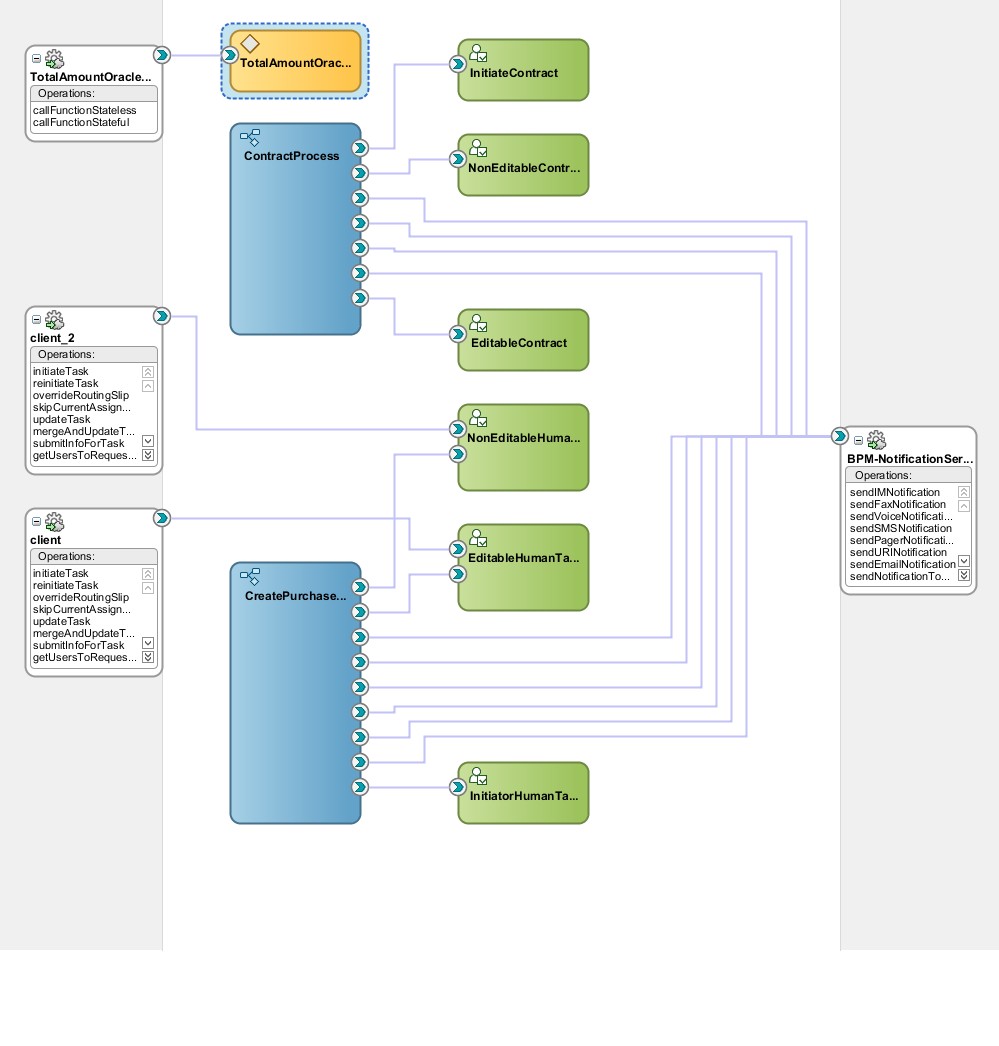 TotalAmountOracle...
Operations:
callFunctionStateless
callFunctionStateful
TotalAmountOrac...
InitiateContract
ContractProcess
NonEditableContr...
EditableContract
client_2
Operations:
initiateTask
reinitiateTask
overrideRoutingSlip
skipCurrentAssign...
updateTask
mergeAndUpdateT...
submitInfoForTask
getUsersToReques...
NonEditableHuma...
BPM-NotificationSer...
Operations:
sendIMNotification
sendFaxNotification
sendVoiceNotificati...
sendSMSNotification
sendPagerNotificati...
sendURINotification
sendEmailNotification
sendNotificationTo...
client
Operations:
initiateTask
reinitiateTask
overrideRoutingSlip
skipCurrentAssign...
updateTask
mergeAndUpdateT...
submitInfoForTask
getUsersToReques...
EditableHumanTa...
CreatePurchase...
InitiatorHumanTa...